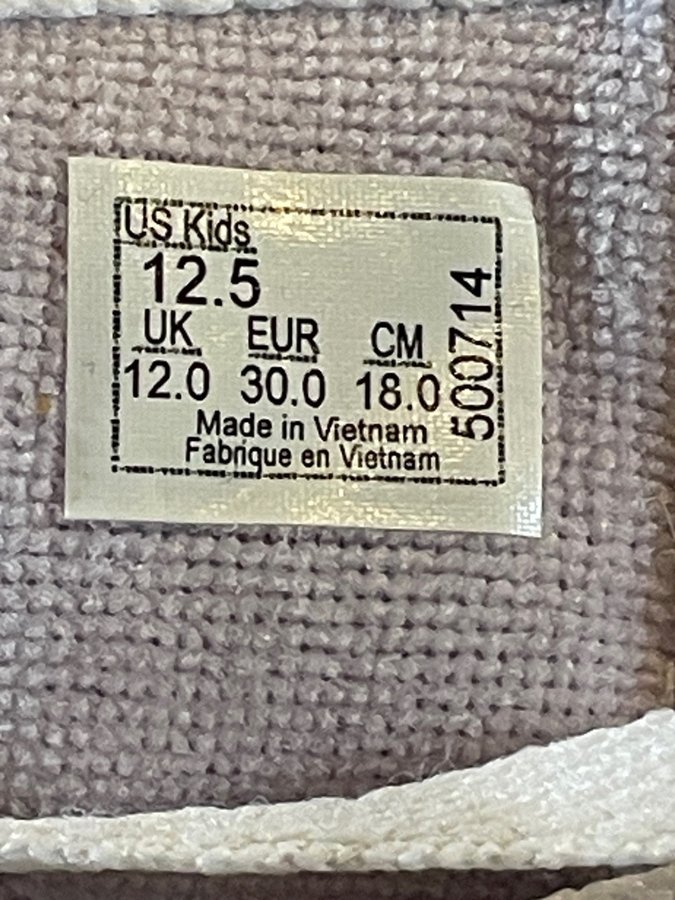 US Kids
12.5
UK EUR CM
12.0 30.0 18.0
Made in Vietnam
Fabrique en Vietnam
500714